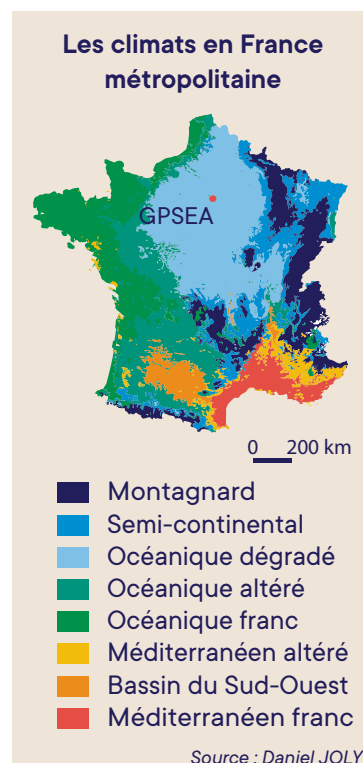 Les climats en France
métropolitaine
GPSEA
0 200 km
Montagnard
Semi-continental
Océanique dégradé
Océanique altéré
Océanique franc
Méditerranéen altéré
Bassin du Sud-Ouest
Méditerranéen franc
Source : Daniel JOLY